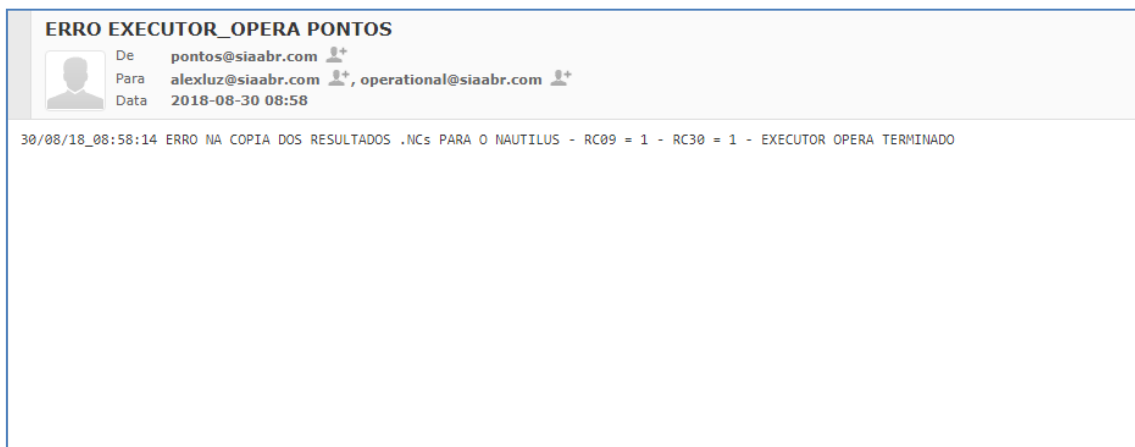 ERRO EXECUTOR_OPERA PONTOS
De pontos@siaabr.com
Para alexluz@siaabr.com, operational@siaabr.com
Data 2018-08-30 08:58
30/08/18_08:58:14 ERRO NA COPIA DOS RESULTADOS .NCs PARA O NAUTILUS - RC09 = 1 - RC30 = 1 - EXECUTOR OPERA TERMINADO